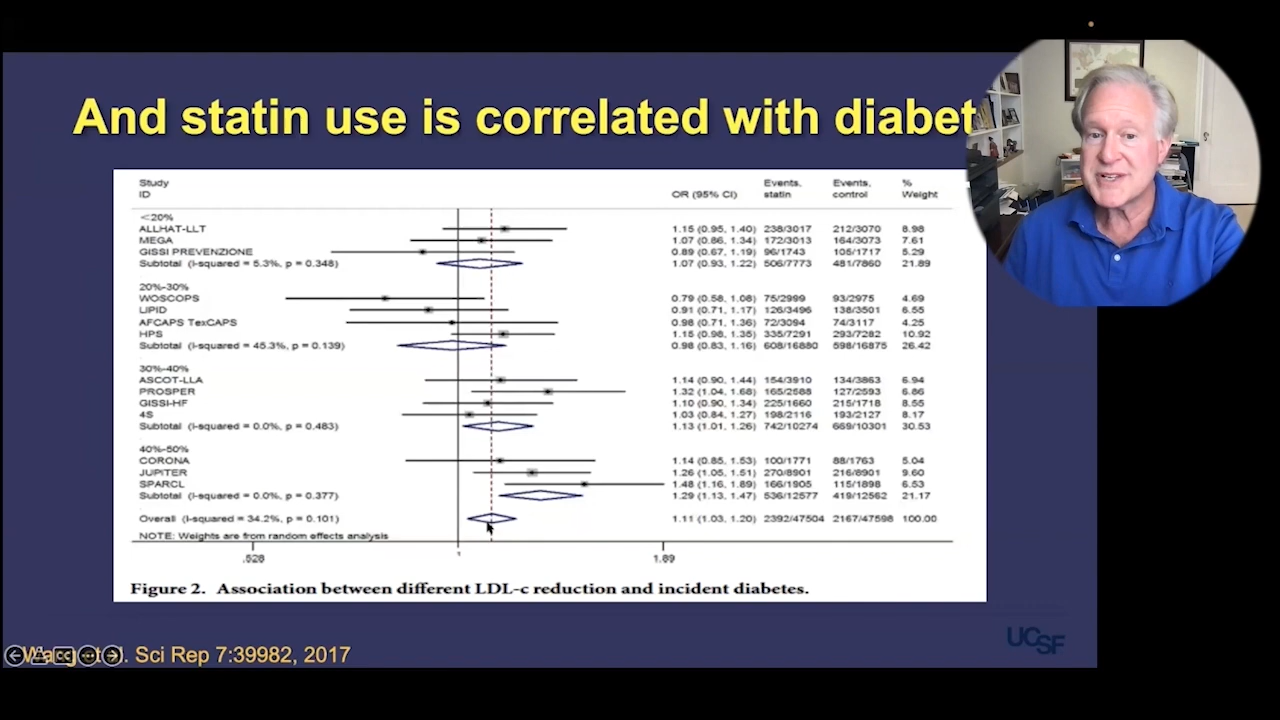 And statin use is correlated with diabet
Study ID OR (95% CI) Events, statin Events, control % Weight
<20%
ALLHAT-LLT 1.15 (0.95, 1.40) 238/3017 212/3070 8.98
MEGA 1.07 (0.86, 1.34) 172/3013 164/3073 7.61
GISSI PREVENZIONE 0.89 (0.67, 1.19) 96/1743 105/1717 5.29
Subtotal (I-squared = 5.3%, p = 0.348) 1.07 (0.93, 1.22) 506/7773 481/7860 21.89
20%-30%
WOSCOPS 0.79 (0.58, 1.08) 75/2999 93/2975 4.69
LIPID 0.91 (0.71, 1.17) 126/3496 138/3501 6.55
AFCAPS TexCAPS 0.98 (0.71, 1.36) 72/3094 74/3117 4.25
HPS 1.15 (0.98, 1.35) 335/7291 293/7282 10.92
Subtotal (I-squared = 45.3%, p = 0.139) 0.98 (0.83, 1.16) 608/16880 598/16875 26.42
30%-40%
ASCOT-LLA 1.14 (0.90, 1.44) 154/3910 134/3863 6.94
PROSPER 1.32 (1.04, 1.68) 165/2588 127/2593 6.86
GISSI-HF 1.10 (0.90, 1.34) 225/1660 215/1718 8.55
4S 1.03 (0.84, 1.27) 198/2116 193/2127 8.17
Subtotal (I-squared = 0.0%, p = 0.483) 1.13 (1.01, 1.26) 742/10274 669/10301 30.53
40%-50%
CORONA 1.14 (0.85, 1.53) 100/1771 88/1763 5.04
JUPITER 1.26 (1.05, 1.51) 270/8901 216/8901 9.60
SPARCL 1.48 (1.16, 1.89) 166/1905 115/1898 6.53
Subtotal (I-squared = 0.0%, p = 0.377) 1.29 (1.13, 1.47) 536/12577 419/12562 21.17
Overall (I-squared = 34.2%, p = 0.101) 1.11 (1.03, 1.20) 2392/47504 2167/47598 100.00
NOTE: Weights are from random effects analysis
.528 1 1.89
Figure 2. Association between different LDL-c reduction and incident diabetes.
UCSF
Sci Rep 7:39982, 2017